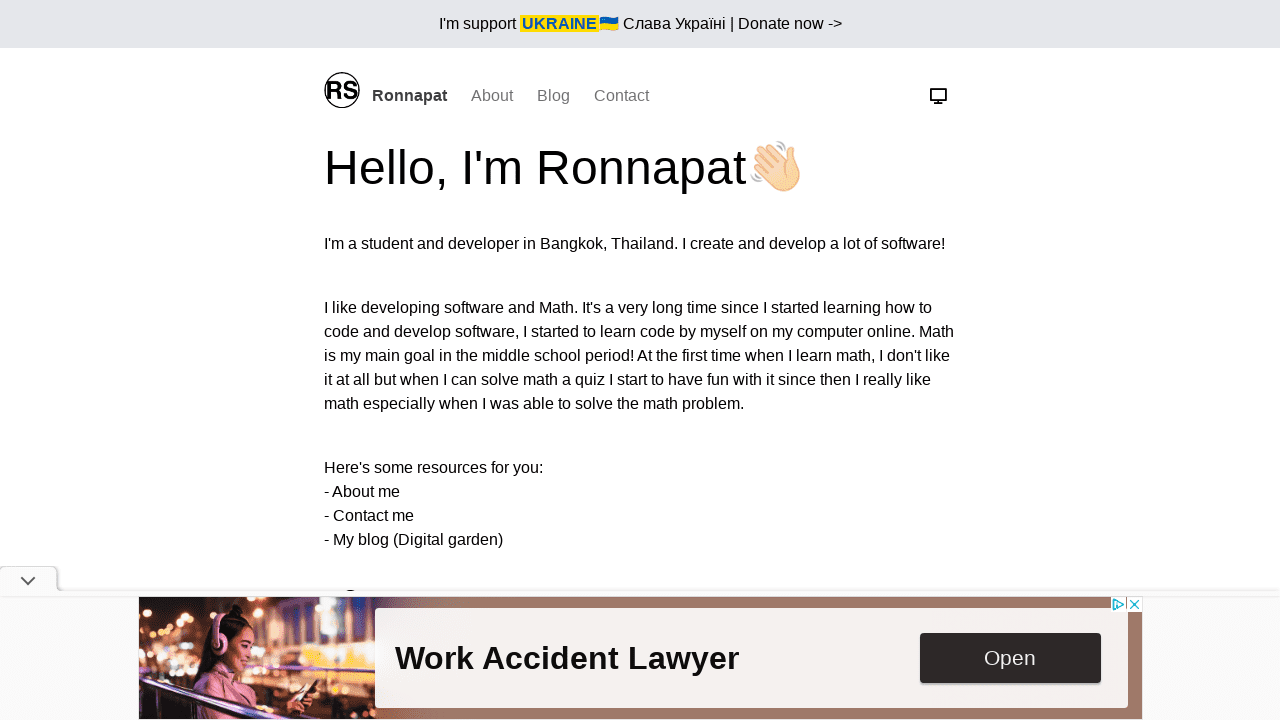 I'm support UKRAINE🇺🇦 Слава Україні | Donate now ->
RS Ronnapat About Blog Contact
Hello, I'm Ronnapat👋🏻
I'm a student and developer in Bangkok, Thailand. I create and develop a lot of software!
I like developing software and Math. It's a very long time since I started learning how to
code and develop software, I started to learn code by myself on my computer online. Math
is my main goal in the middle school period! At the first time when I learn math, I don't like
it at all but when I can solve math a quiz I start to have fun with it since then I really like
math especially when I was able to solve the math problem.
Here's some resources for you:
- About me
- Contact me
- My blog (Digital garden)
Work Accident Lawyer
Open